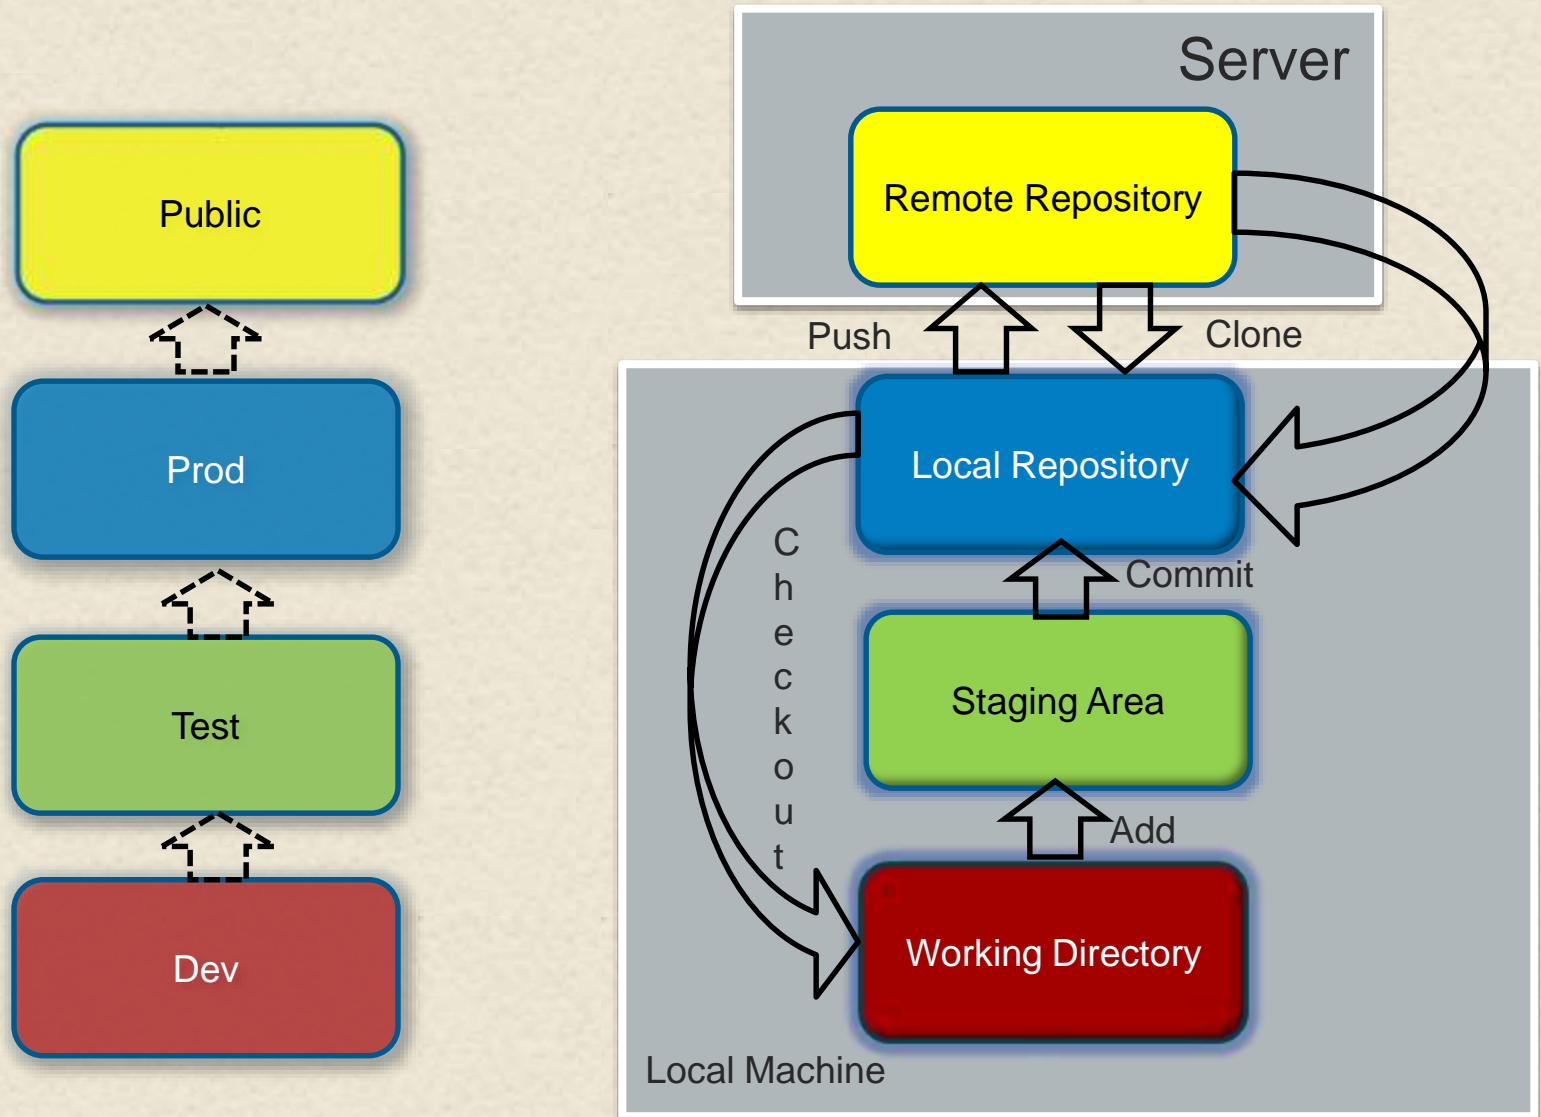 Public
Prod
Test
Dev
Server
Remote Repository
Push
Clone
Local Repository
Checkout
Commit
Staging Area
Add
Working Directory
Local Machine